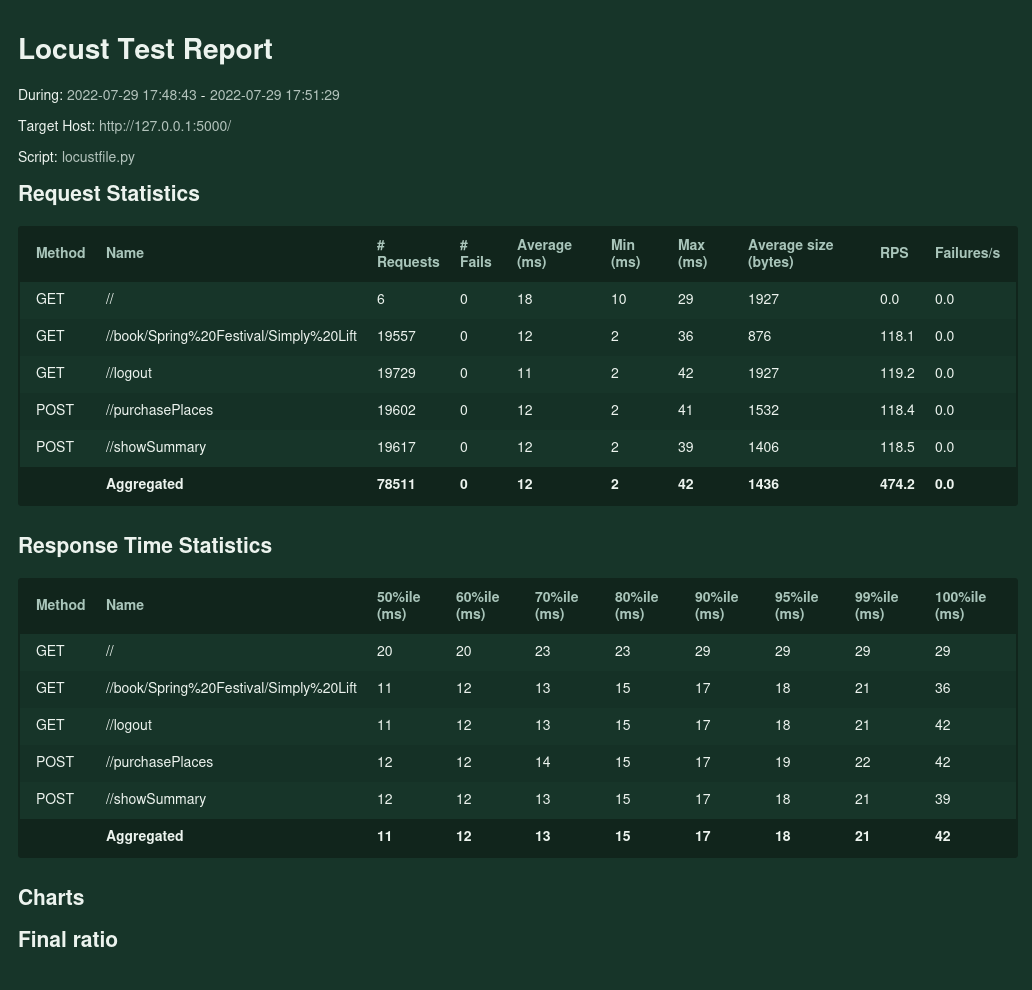 Locust Test Report
During: 2022-07-29 17:48:43 - 2022-07-29 17:51:29
Target Host: http://127.0.0.1:5000/
Script: locustfile.py
Request Statistics
Method Name # Requests # Fails Average (ms) Min (ms) Max (ms) Average size (bytes) RPS Failures/s
GET // 6 0 18 10 29 1927 0.0 0.0
GET //book/Spring%20Festival/Simply%20Lift 19557 0 12 2 36 876 118.1 0.0
GET //logout 19729 0 11 2 42 1927 119.2 0.0
POST //purchasePlaces 19602 0 12 2 41 1532 118.4 0.0
POST //showSummary 19617 0 12 2 39 1406 118.5 0.0
Aggregated 78511 0 12 2 42 1436 474.2 0.0
Response Time Statistics
Method Name 50%ile (ms) 60%ile (ms) 70%ile (ms) 80%ile (ms) 90%ile (ms) 95%ile (ms) 99%ile (ms) 100%ile (ms)
GET // 20 20 23 23 29 29 29 29
GET //book/Spring%20Festival/Simply%20Lift 11 12 13 15 17 18 21 36
GET //logout 11 12 13 15 17 18 21 42
POST //purchasePlaces 12 12 14 15 17 19 22 42
POST //showSummary 12 12 13 15 17 18 21 39
Aggregated 11 12 13 15 17 18 21 42
Charts
Final ratio